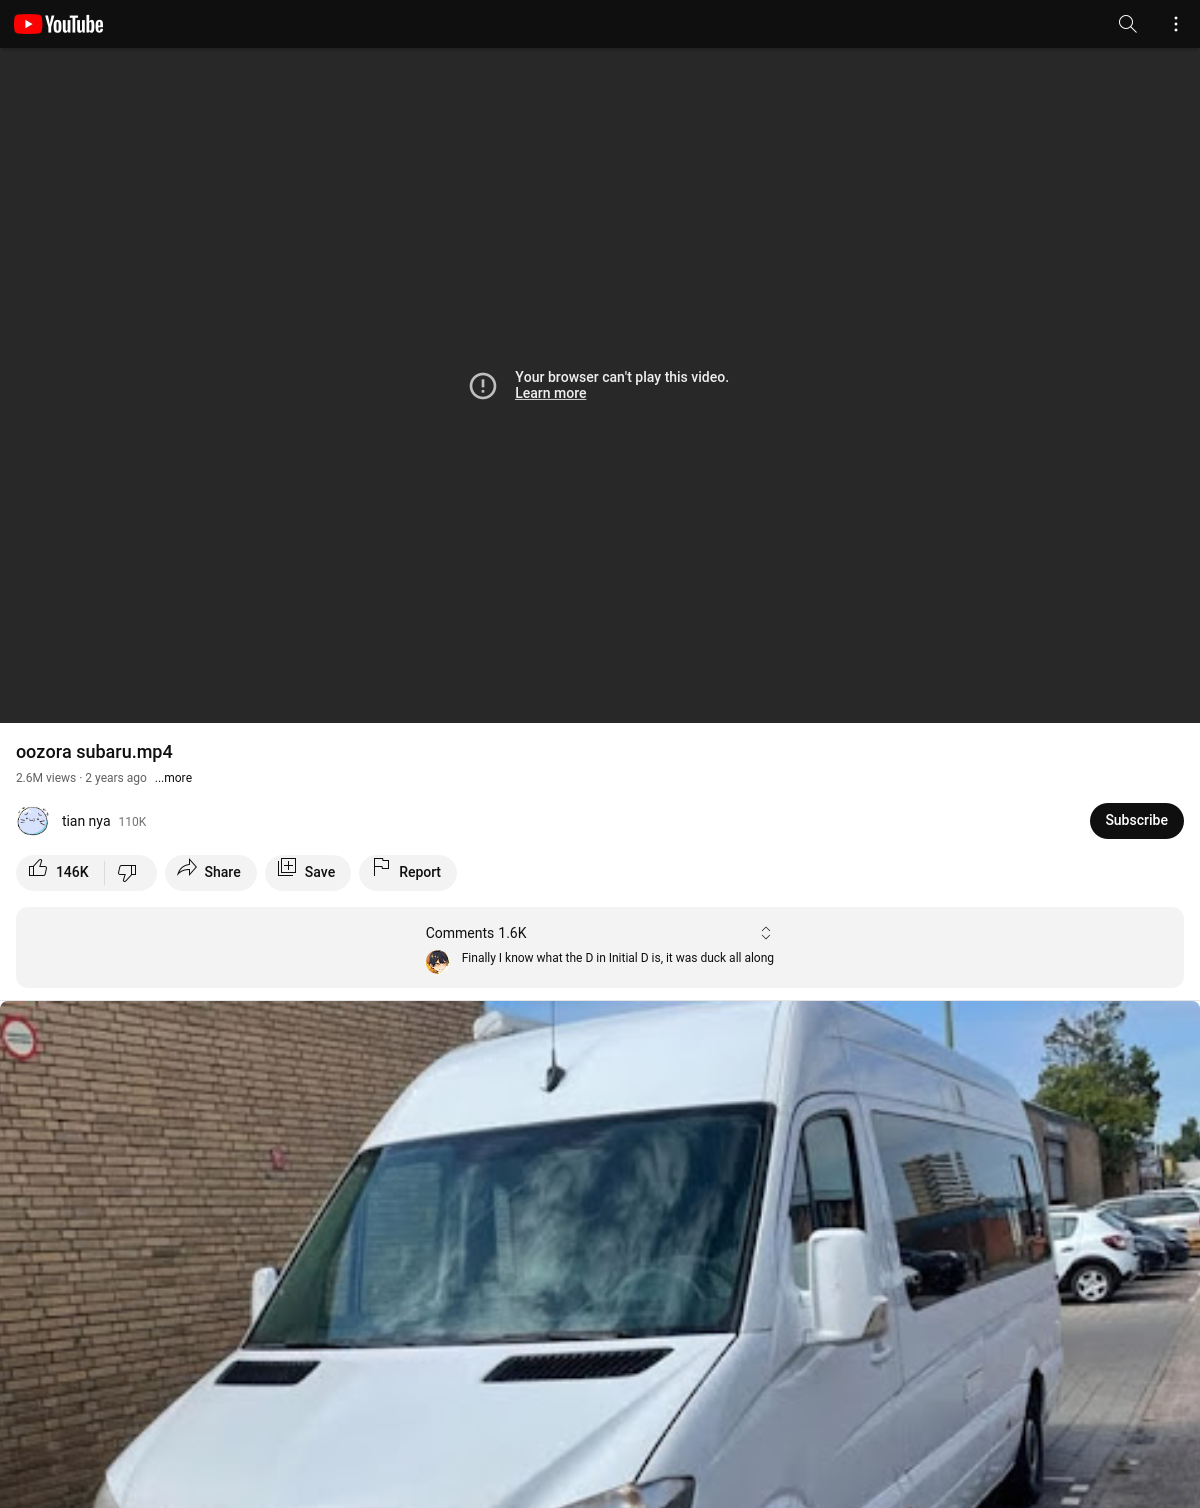 YouTube
Your browser can't play this video.
Learn more
oozora subaru.mp4
2.6M views · 2 years ago ...more
tian nya 110K
Subscribe
146K
Share
Save
Report
Comments 1.6K
Finally I know what the D in Initial D is, it was duck all along